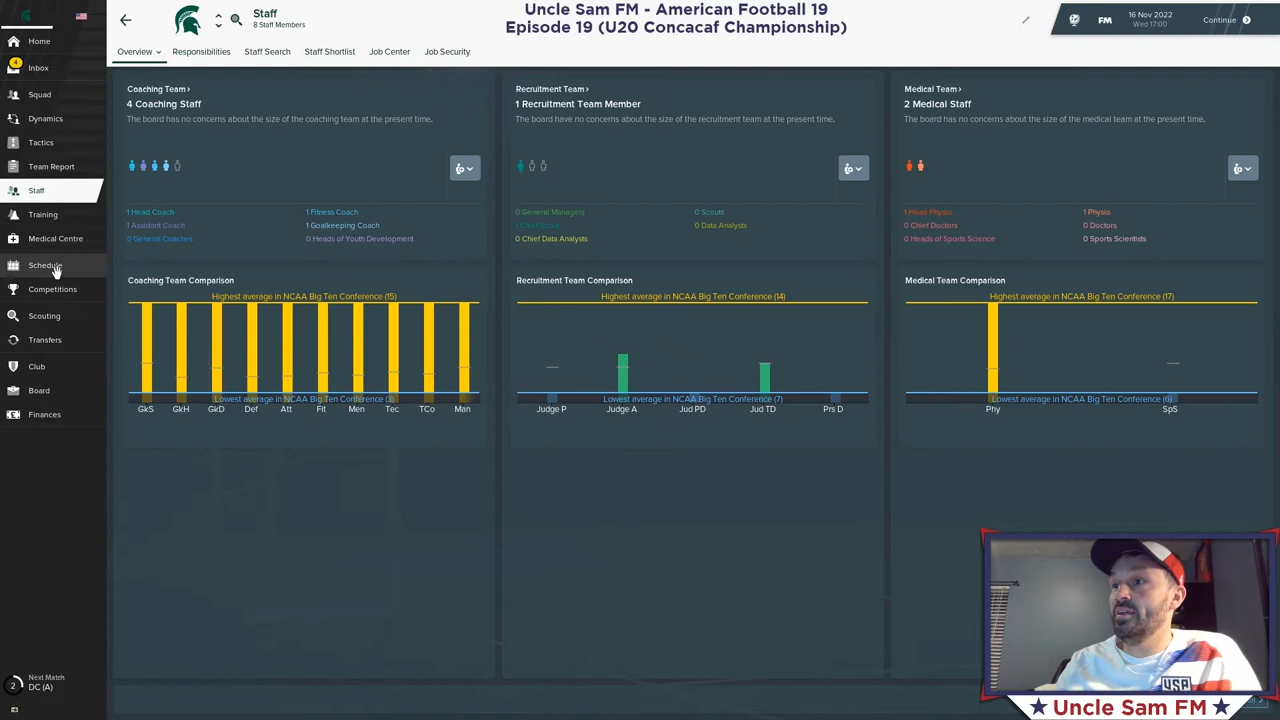 Staff
8 Staff Members
Uncle Sam FM - American Football 19
Episode 19 (U20 Concacaf Championship)
FM
16 Nov 2022
Wed 17:00
Continue
Overview
Responsibilities
Staff Search
Staff Shortlist
Job Center
Job Security
Home
4
Inbox
Squad
Dynamics
Tactics
Team Report
Staff
Training
Medical Centre
Schedule
Competitions
Scouting
Transfers
Club
Board
Finances
2
Next Match
DC (A)
Coaching Team >
4 Coaching Staff
The board has no concerns about the size of the coaching team at the present time.
1 Head Coach
1 Fitness Coach
1 Assistant Coach
1 Goalkeeping Coach
0 General Coaches
0 Heads of Youth Development
Coaching Team Comparison
Highest average in NCAA Big Ten Conference (15)
Lowest average in NCAA Big Ten Conference (3)
GkS GkH GkD Def Att Fit Men Tec TCo Man
Recruitment Team >
1 Recruitment Team Member
The board have no concerns about the size of the recruitment team at the present time.
0 General Managers
0 Scouts
1 Chief Scout
0 Data Analysts
0 Chief Data Analysts
Recruitment Team Comparison
Highest average in NCAA Big Ten Conference (14)
Lowest average in NCAA Big Ten Conference (7)
Judge P Judge A Jud PD Jud TD Prs D
Medical Team >
2 Medical Staff
The board has no concerns about the size of the medical team at the present time.
1 Head Physio
1 Physio
0 Chief Doctors
0 Doctors
0 Heads of Sports Science
0 Sports Scientists
Medical Team Comparison
Highest average in NCAA Big Ten Conference (17)
Lowest average in NCAA Big Ten Conference (6)
Phy SpS
★ Uncle Sam FM ★